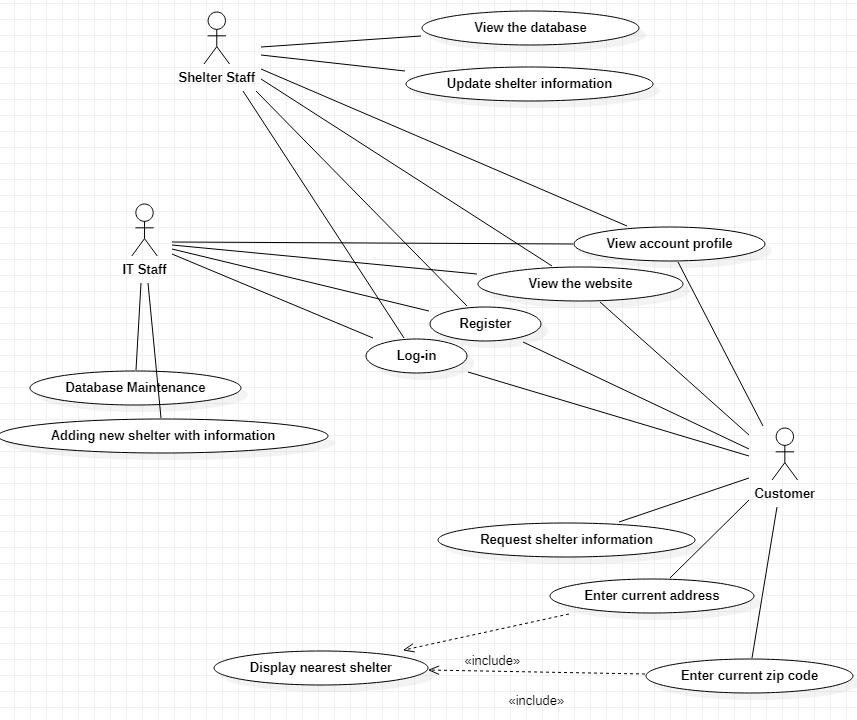 View the database
Shelter Staff
Update shelter information
View account profile
IT Staff
View the website
Register
Log-in
Database Maintenance
Adding new shelter with information
Customer
Request shelter information
Enter current address
«include»
Display nearest shelter
Enter current zip code
«include»